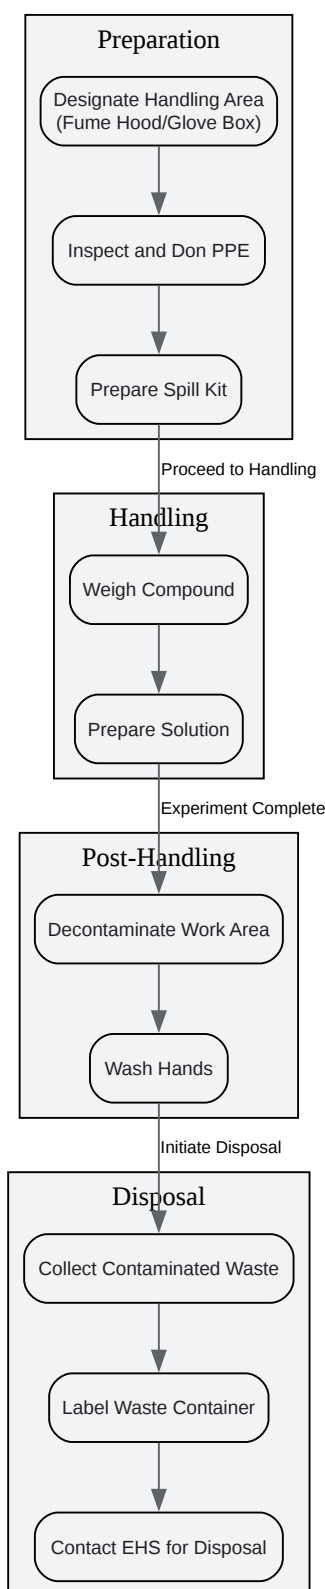 Preparation
Designate Handling Area
(Fume Hood/Glove Box)
Inspect and Don PPE
Prepare Spill Kit
Proceed to Handling
Handling
Weigh Compound
Prepare Solution
Experiment Complete
Post-Handling
Decontaminate Work Area
Wash Hands
Initiate Disposal
Disposal
Collect Contaminated Waste
Label Waste Container
Contact EHS for Disposal